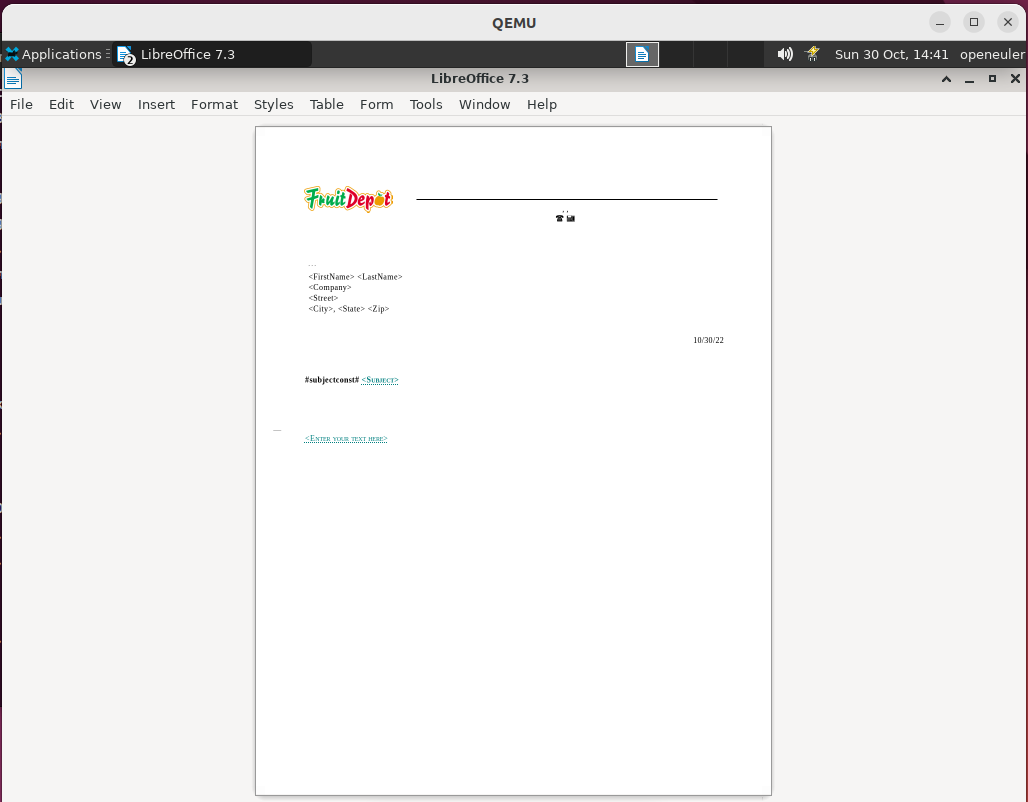 QEMU
Applications LibreOffice 7.3 Sun 30 Oct, 14:41 openeuler
2
LibreOffice 7.3
File Edit View Insert Format Styles Table Form Tools Window Help
FruitDepot
<FirstName> <LastName>
<Company>
<Street>
<City>, <State> <Zip>
10/30/22
#subjectconst# <Subject>
<Enter your text here>